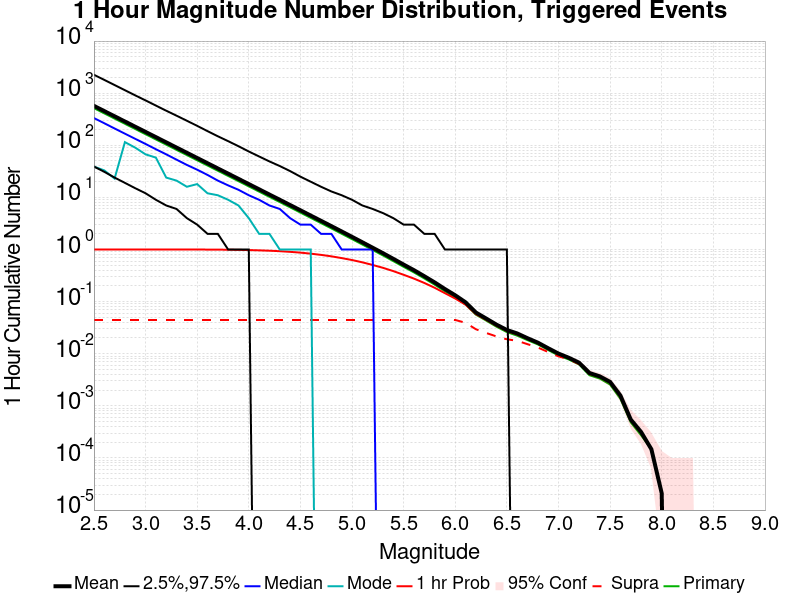 1 Hour Magnitude Number Distribution, Triggered Events
1 Hour Cumulative Number
10 4
10 3
10 2
10 1
10 0
10 -1
10 -2
10 -3
10 -4
10 -5
2.5 3.0 3.5 4.0 4.5 5.0 5.5 6.0 6.5 7.0 7.5 8.0 8.5 9.0
Magnitude
Mean 2.5%,97.5% Median Mode 1 hr Prob 95% Conf Supra Primary